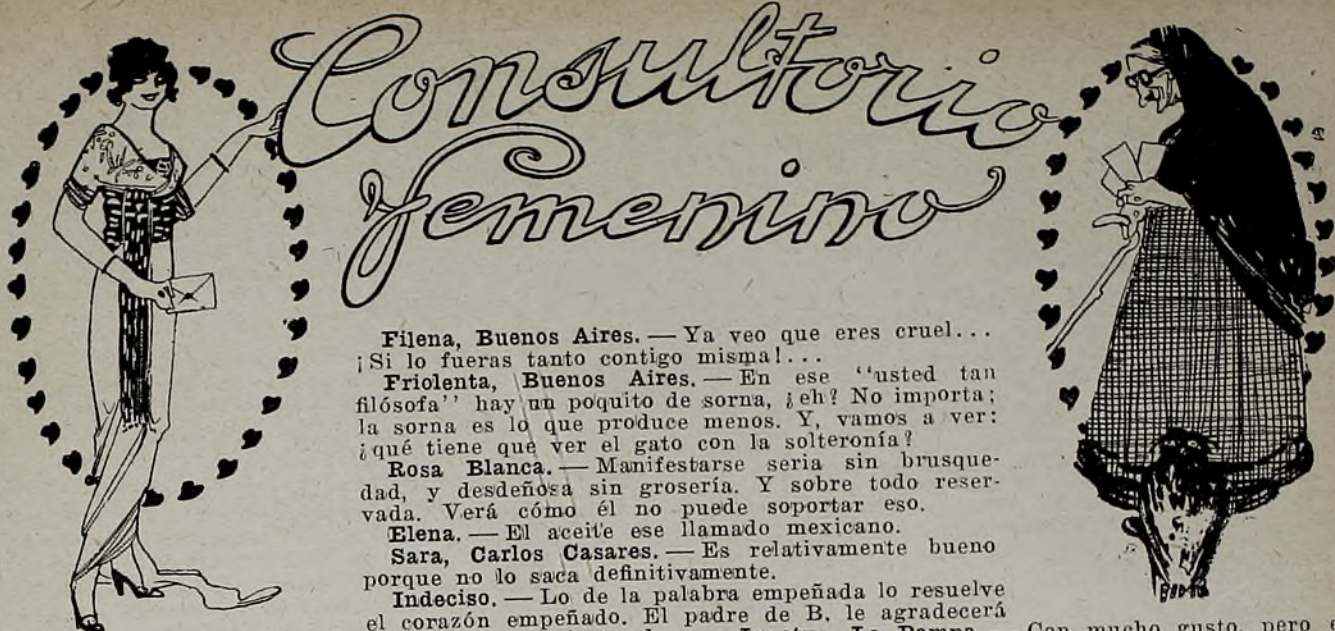 Consultorio
Femenino
Filena, Buenos Aires. — Ya veo que eres cruel...
¡Si lo fueras tanto contigo misma!...
Friolenta, Buenos Aires. — En ese "usted tan
filósofa" hay un poquito de sorna, ¿eh? No importa;
la sorna es lo que produce menos. Y, vamos a ver:
¿qué tiene que ver el gato con la solteronía?
Rosa Blanca. — Manifestarse seria sin brusque-
dad, y desdeñosa sin grosería. Y sobre todo reser-
vada. Verá cómo él no puede soportar eso.
Elena. — El aceite ese llamado mexicano.
Sara, Carlos Casares. — Es relativamente bueno
porque no lo saca definitivamente.
Indeciso. — Lo de la palabra empeñada lo resuelve
el corazón empeñado. El padre de B. le agradecerá
Con mucho gusto, pero